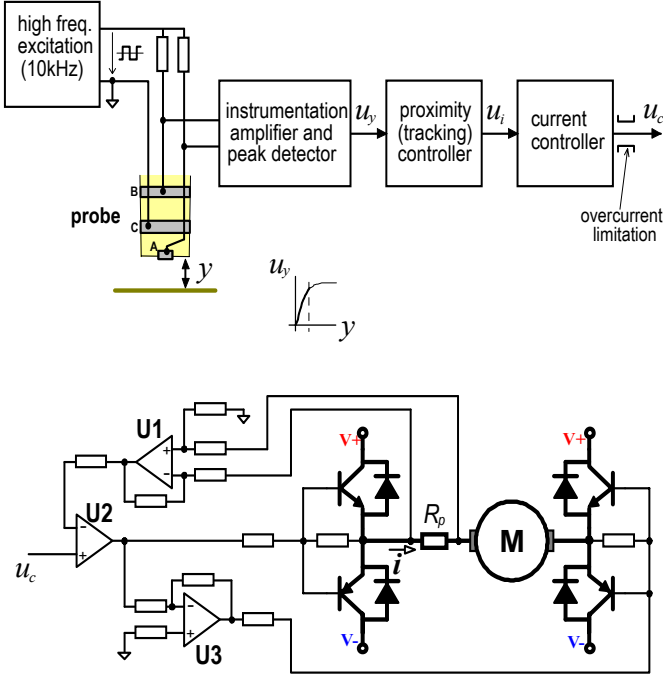 high freq.
excitation
(10kHz)
instrumentation
amplifier and
peak detector
u_y
proximity
(tracking)
controller
u_i
current
controller
u_c
overcurrent
limitation
B
probe
C
A
y
u_y
y
U1
+
-
U2
-
+
u_c
-
+
U3
V+
V-
R_p
i
M
V+
V-